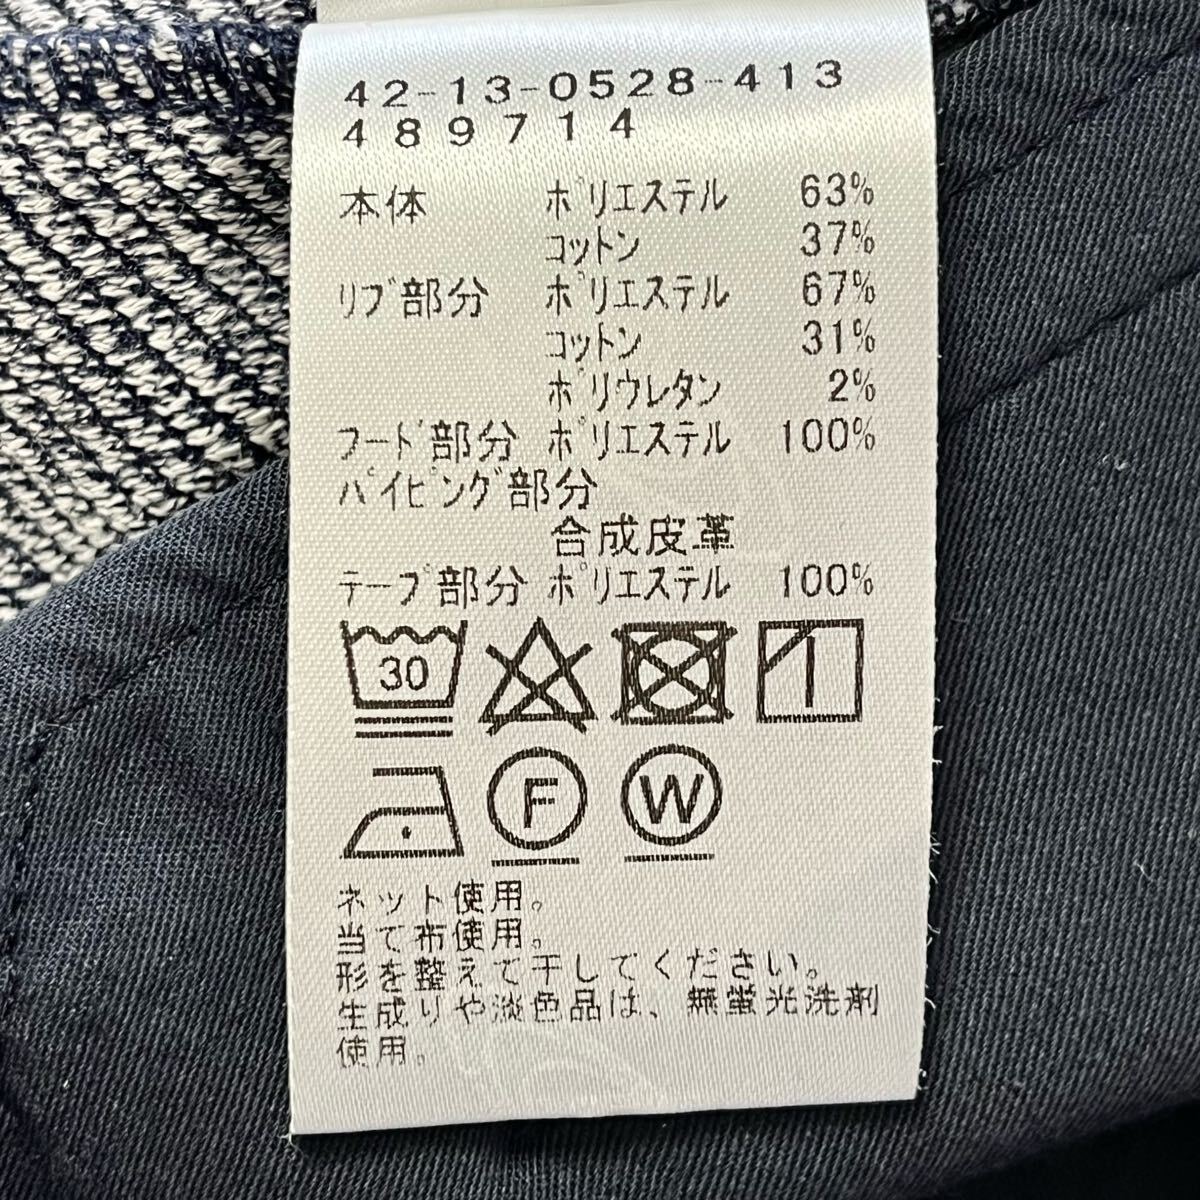 42-13-0528-413
489714
本体 ポリエステル 63%
コットン 37%
リブ部分 ポリエステル 67%
コットン 31%
ポリウレタン 2%
フード部分 ポリエステル 100%
パイピング部分
合成皮革
テープ部分 ポリエステル 100%
30
F W
ネット使用。
当て布使用。
形を整えて干してください。
生成りや淡色品は、無蛍光洗剤
使用。